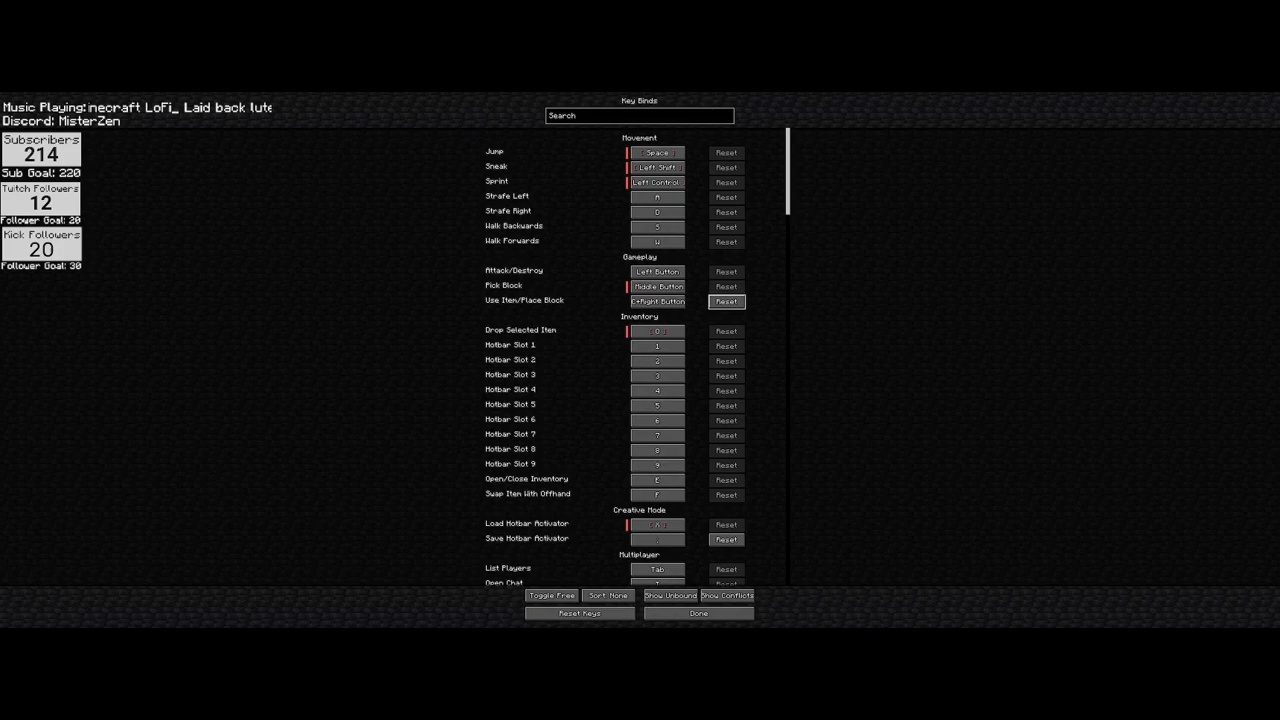 Music Playing: necraft LoFi_ Laid back lute
Discord: MisterZen
Subscribers
214
Sub Goal: 220
Twitch Followers
12
Follower Goal: 20
Kick Followers
20
Follower Goal: 30
Key Binds
Search
Movement
Jump [ Space ] Reset
Sneak [ Left Shift ] Reset
Sprint Left Control Reset
Strafe Left A Reset
Strafe Right D Reset
Walk Backwards S Reset
Walk Forwards W Reset
Gameplay
Attack/Destroy Left Button Reset
Pick Block Middle Button Reset
Use Item/Place Block C+Right Button Reset
Inventory
Drop Selected Item Reset
Hotbar Slot 1 1 Reset
Hotbar Slot 2 2 Reset
Hotbar Slot 3 3 Reset
Hotbar Slot 4 4 Reset
Hotbar Slot 5 5 Reset
Hotbar Slot 6 6 Reset
Hotbar Slot 7 7 Reset
Hotbar Slot 8 8 Reset
Hotbar Slot 9 9 Reset
Open/Close Inventory E Reset
Swap Item With Offhand F Reset
Creative Mode
Load Hotbar Activator [ X ] Reset
Save Hotbar Activator Reset
Multiplayer
List Players Tab Reset
Open Chat T Reset
Toggle Free Sort None Show Unbound Show Conflicts
Reset Keys Done